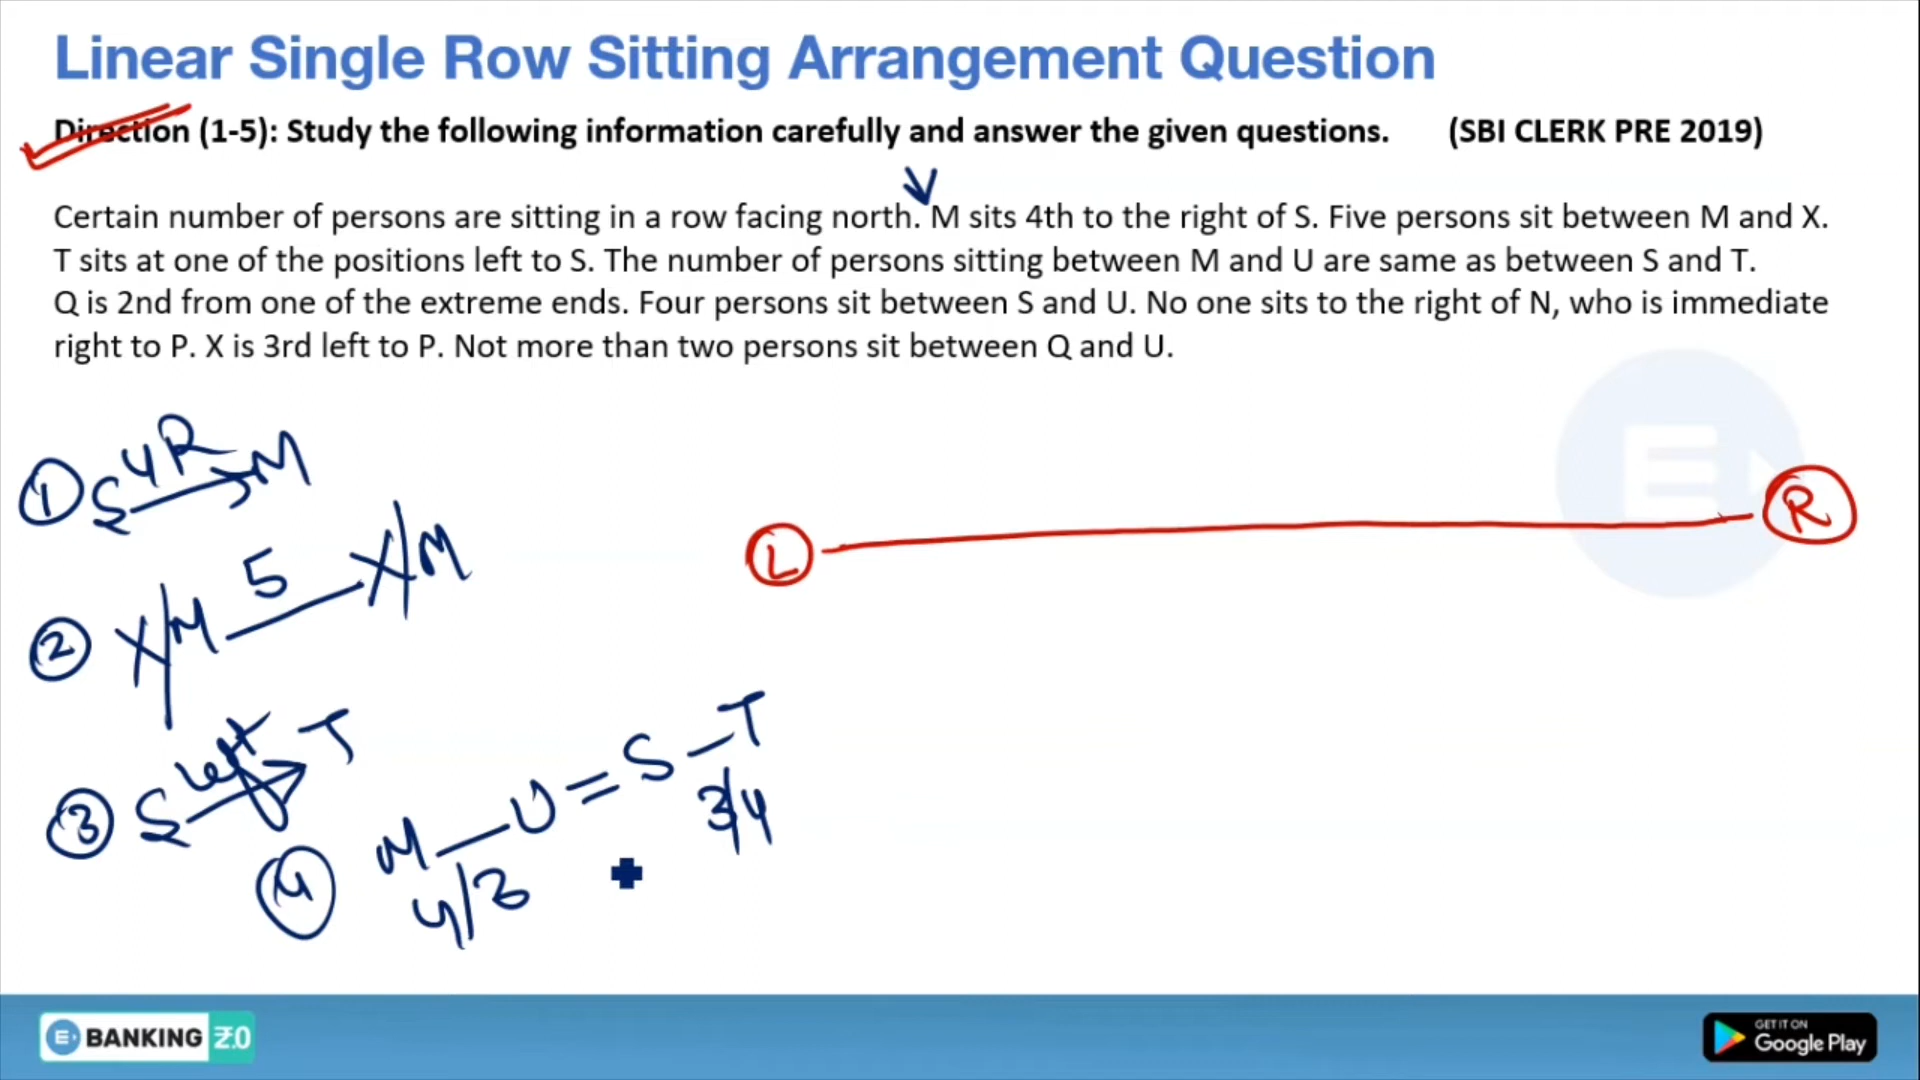 Linear Single Row Sitting Arrangement Question
Direction (1-5): Study the following information carefully and answer the given questions. (SBI CLERK PRE 2019)
Certain number of persons are sitting in a row facing north. M sits 4th to the right of S. Five persons sit between M and X.
T sits at one of the positions left to S. The number of persons sitting between M and U are same as between S and T.
Q is 2nd from one of the extreme ends. Four persons sit between S and U. No one sits to the right of N, who is immediate
right to P. X is 3rd left to P. Not more than two persons sit between Q and U.
1 S 4R M
2 X/M 5 X/M
3 S Left T
4 M U = S T
4/3 3/4
L R
E BANKING 2.0
GET IT ON
Google Play